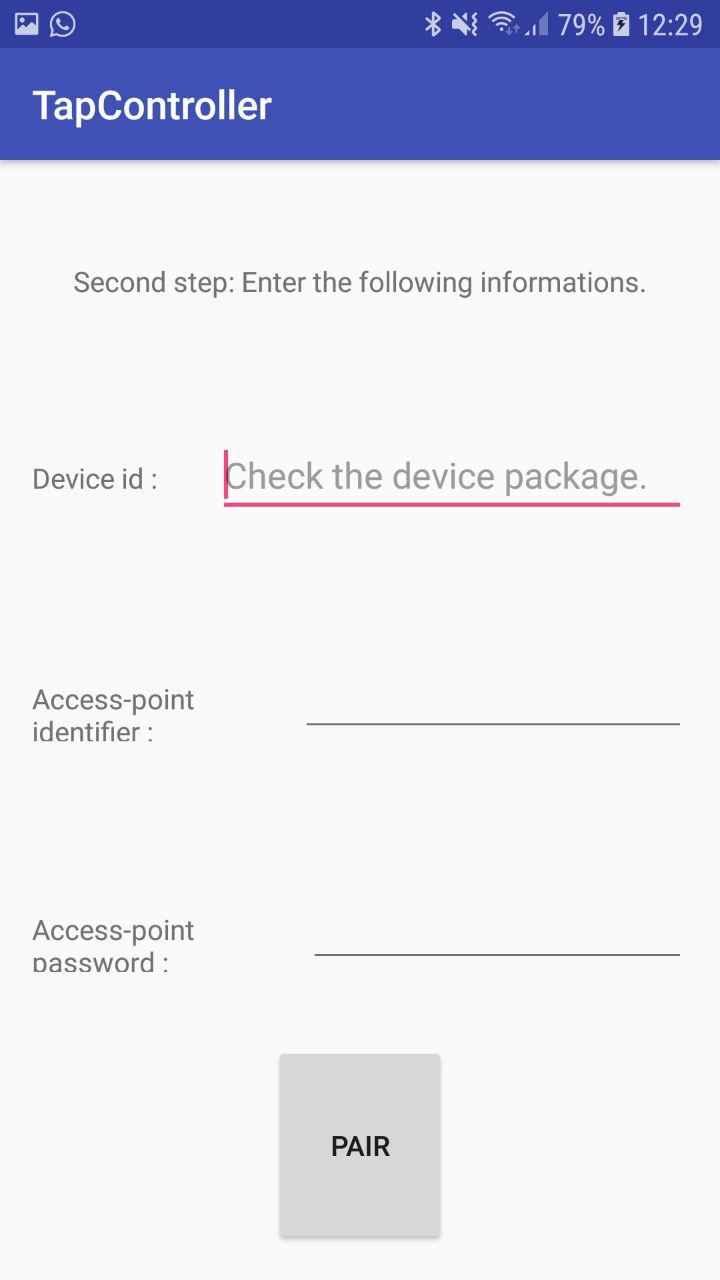 79% 12:29
TapController
Second step: Enter the following informations.
Device id : Check the device package.
Access-point
identifier :
Access-point
password :
PAIR